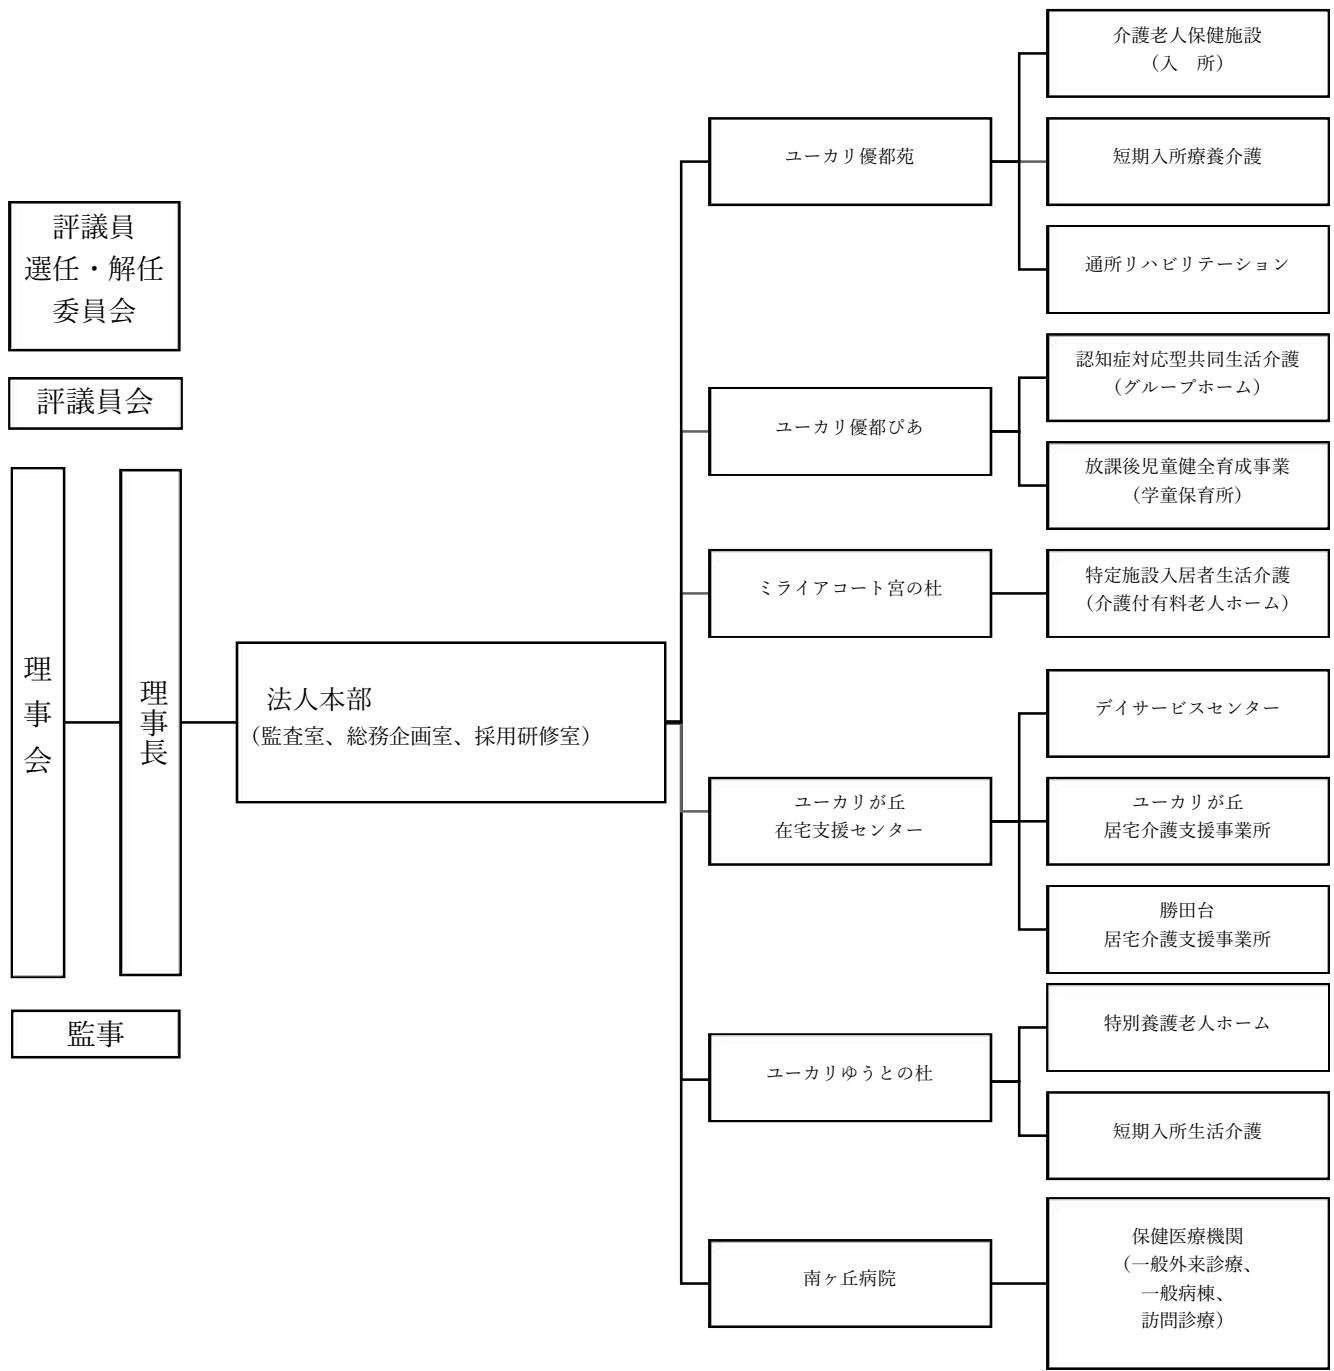 評議員
選任・解任
委員会
評議員会
理事会
理事長
監事
法人本部
（監査室、総務企画室、採用研修室）
ユーカリ優都苑
介護老人保健施設
（入　所）
短期入所療養介護
通所リハビリテーション
ユーカリ優都ぴあ
認知症対応型共同生活介護
（グループホーム）
放課後児童健全育成事業
（学童保育所）
ミライアコート宮の杜
特定施設入居者生活介護
（介護付有料老人ホーム）
ユーカリが丘
在宅支援センター
デイサービスセンター
ユーカリが丘
居宅介護支援事業所
勝田台
居宅介護支援事業所
ユーカリゆうとの杜
特別養護老人ホーム
短期入所生活介護
南ヶ丘病院
保健医療機関
（一般外来診療、
一般病棟、
訪問診療）